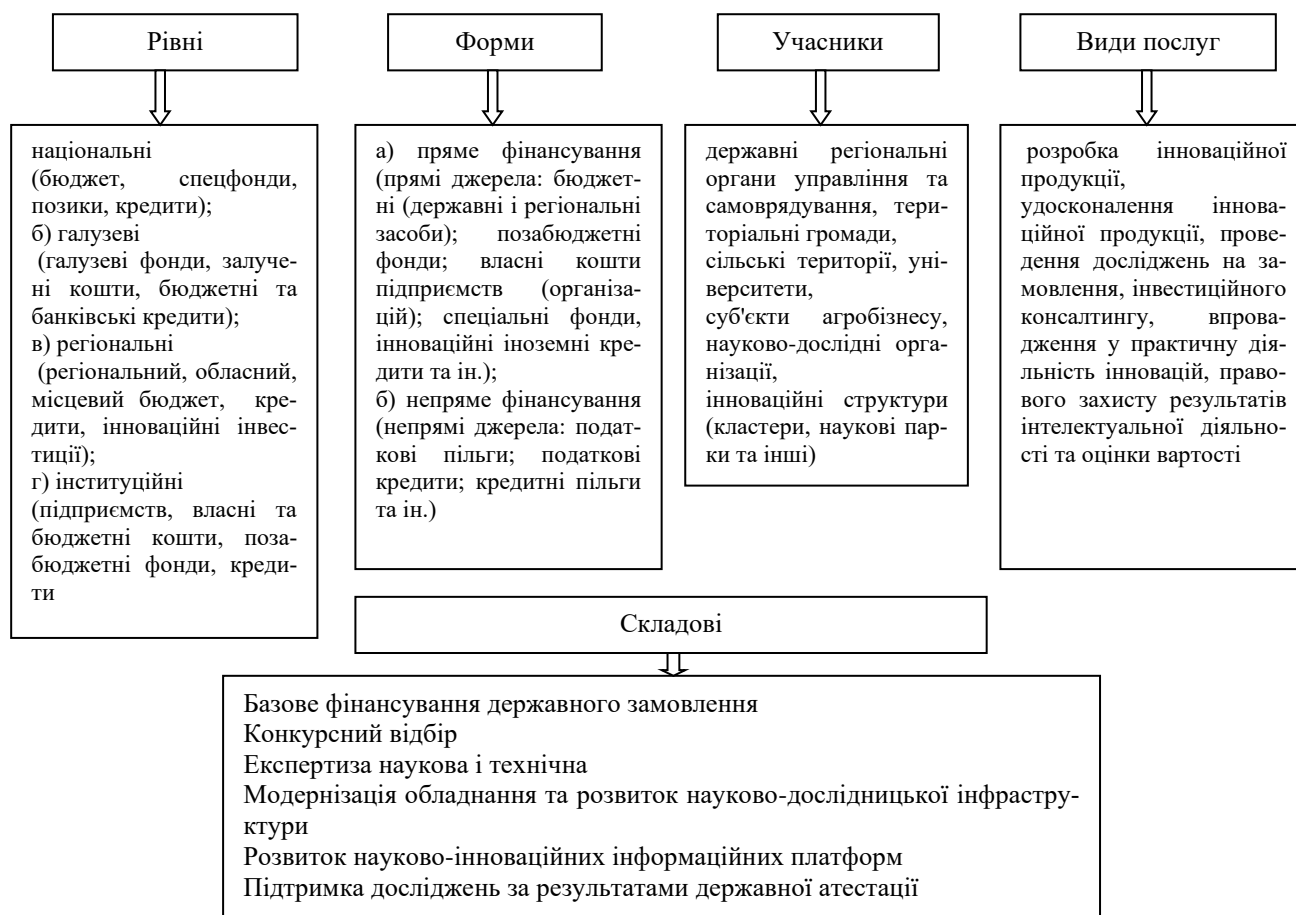 Рівні
національні
(бюджет, спецфонди,
позики, кредити);
б) галузеві
(галузеві фонди, залуче-
ні кошти, бюджетні та
банківські кредити);
в) регіональні
(регіональний, обласний,
місцевий бюджет, кре-
дити, інноваційні інвес-
тиції);
г) інституційні
(підприємств, власні та
бюджетні кошти, поза-
бюджетні фонди, креди-
ти
Форми
а) пряме фінансування
(прямі джерела: бюджет-
ні (державні і регіональні
засоби); позабюджетні
фонди; власні кошти
підприємств (організа-
цій); спеціальні фонди,
інноваційні іноземні кре-
дити та ін.);
б) непряме фінансування
(непрямі джерела: подат-
кові пільги; податкові
кредити; кредитні пільги
та ін.)
Учасники
державні регіональні
органи управління та
самоврядування, тери-
торіальні громади,
сільські території, уні-
верситети,
суб'єкти агробізнесу,
науково-дослідні орга-
нізації,
інноваційні структури
(кластери, наукові пар-
ки та інші)
Види послуг
розробка інноваційної
продукції,
удосконалення іннова-
ційної продукції, прове-
дення досліджень на за-
мовлення, інвестиційного
консалтингу, впрова-
дження у практичну дія-
льність інновацій, право-
вого захисту результатів
інтелектуальної діяльно-
сті та оцінки вартості
Складові
Базове фінансування державного замовлення
Конкурсний відбір
Експертиза наукова і технічна
Модернізація обладнання та розвиток науково-дослідницької інфрастру-
ктури
Розвиток науково-інноваційних інформаційних платформ
Підтримка досліджень за результатами державної атестації